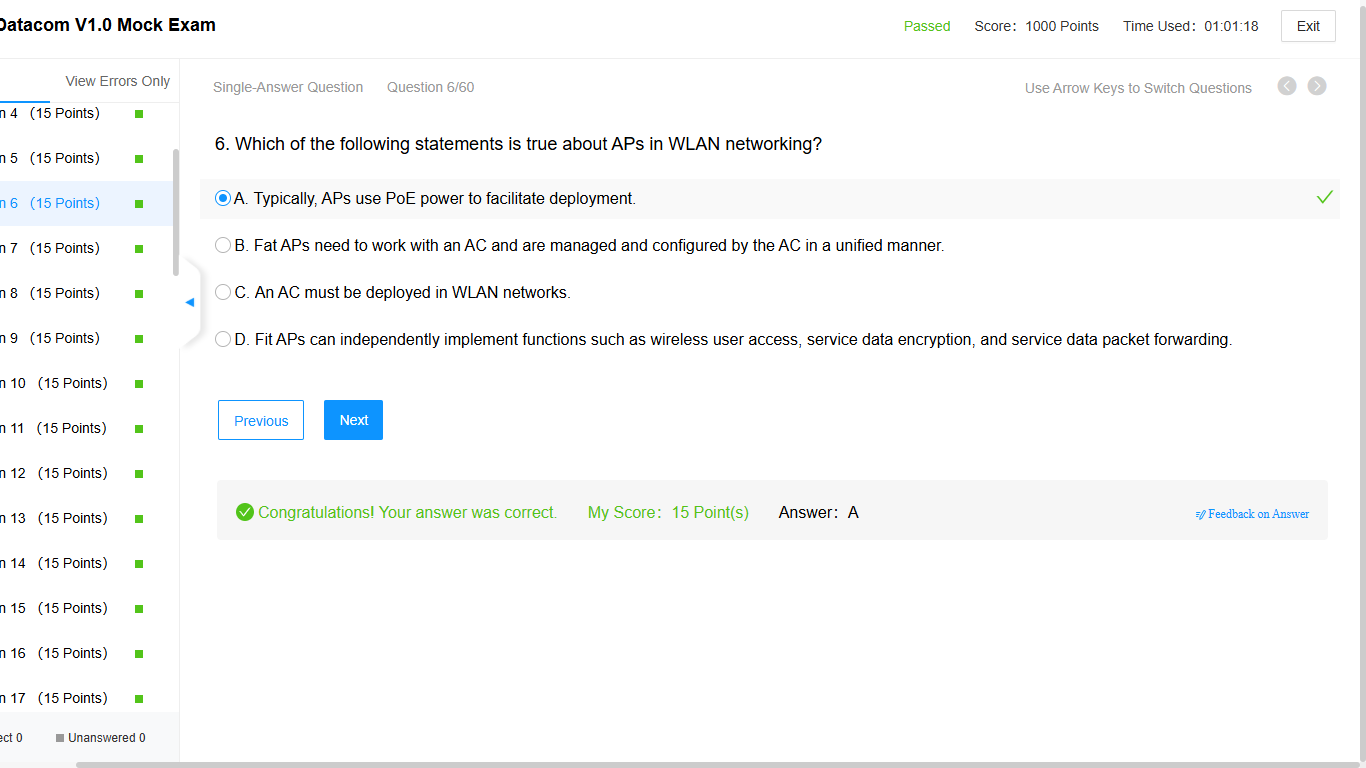 Datacom V1.0 Mock Exam
Passed Score: 1000 Points Time Used: 01:01:18 Exit
View Errors Only
n 4 (15 Points)
n 5 (15 Points)
n 6 (15 Points)
n 7 (15 Points)
n 8 (15 Points)
n 9 (15 Points)
n 10 (15 Points)
n 11 (15 Points)
n 12 (15 Points)
n 13 (15 Points)
n 14 (15 Points)
n 15 (15 Points)
n 16 (15 Points)
n 17 (15 Points)
ect 0 Unanswered 0
Single-Answer Question Question 6/60 Use Arrow Keys to Switch Questions
6. Which of the following statements is true about APs in WLAN networking?
A. Typically, APs use PoE power to facilitate deployment.
B. Fat APs need to work with an AC and are managed and configured by the AC in a unified manner.
C. An AC must be deployed in WLAN networks.
D. Fit APs can independently implement functions such as wireless user access, service data encryption, and service data packet forwarding.
Previous Next
Congratulations! Your answer was correct. My Score: 15 Point(s) Answer: A Feedback on Answer